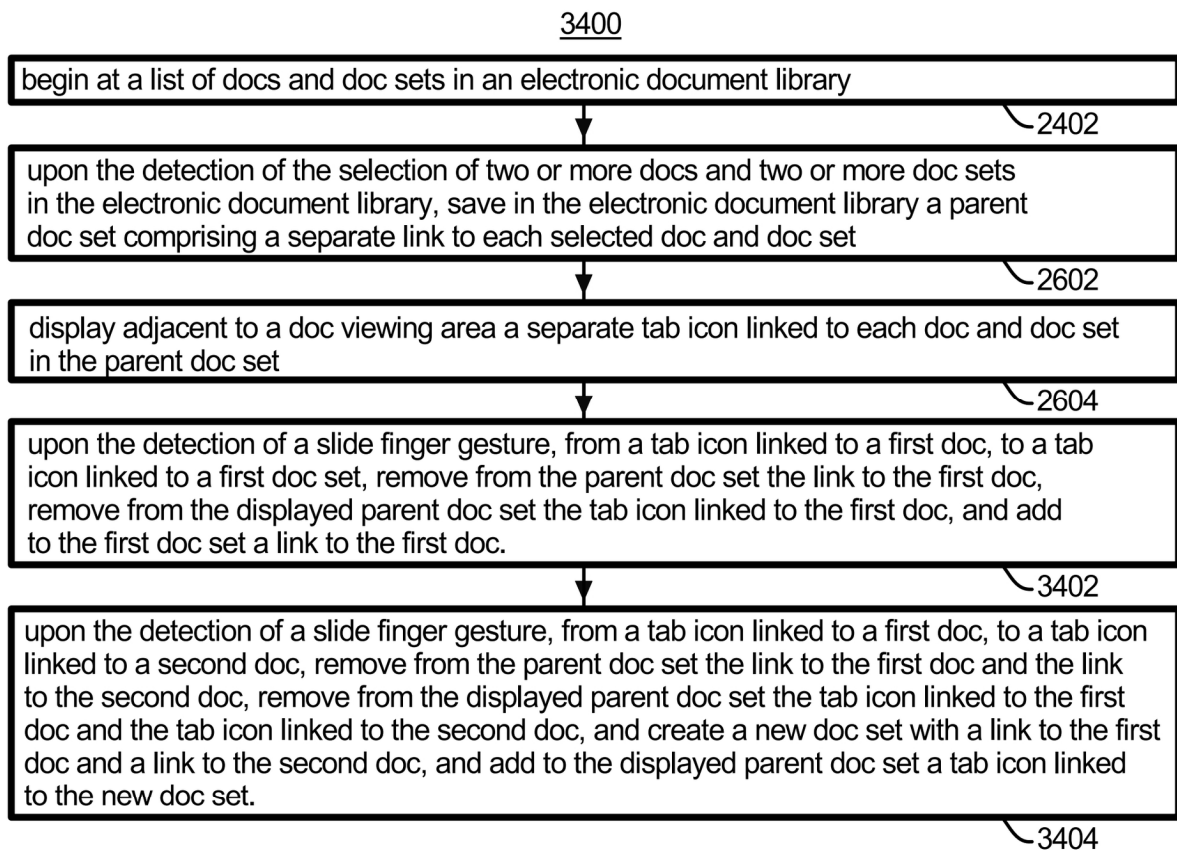 3400
begin at a list of docs and doc sets in an electronic document library
2402
upon the detection of the selection of two or more docs and two or more doc sets
in the electronic document library, save in the electronic document library a parent
doc set comprising a separate link to each selected doc and doc set
2602
display adjacent to a doc viewing area a separate tab icon linked to each doc and doc set
in the parent doc set
2604
upon the detection of a slide finger gesture, from a tab icon linked to a first doc, to a tab
icon linked to a first doc set, remove from the parent doc set the link to the first doc,
remove from the displayed parent doc set the tab icon linked to the first doc, and add
to the first doc set a link to the first doc.
3402
upon the detection of a slide finger gesture, from a tab icon linked to a first doc, to a tab icon
linked to a second doc, remove from the parent doc set the link to the first doc and the link
to the second doc, remove from the displayed parent doc set the tab icon linked to the first
doc and the tab icon linked to the second doc, and create a new doc set with a link to the first
doc and a link to the second doc, and add to the displayed parent doc set a tab icon linked
to the new doc set.
3404